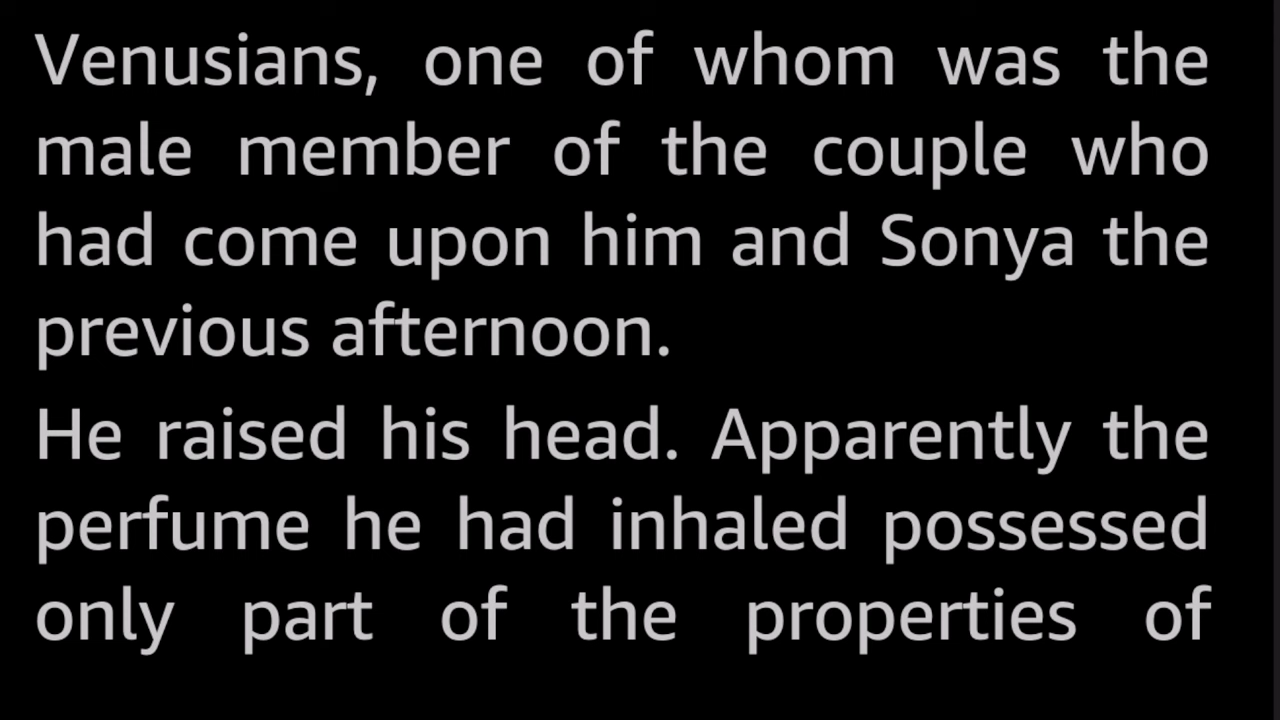 Venusians, one of whom was the
male member of the couple who
had come upon him and Sonya the
previous afternoon.
He raised his head. Apparently the
perfume he had inhaled possessed
only part of the properties of